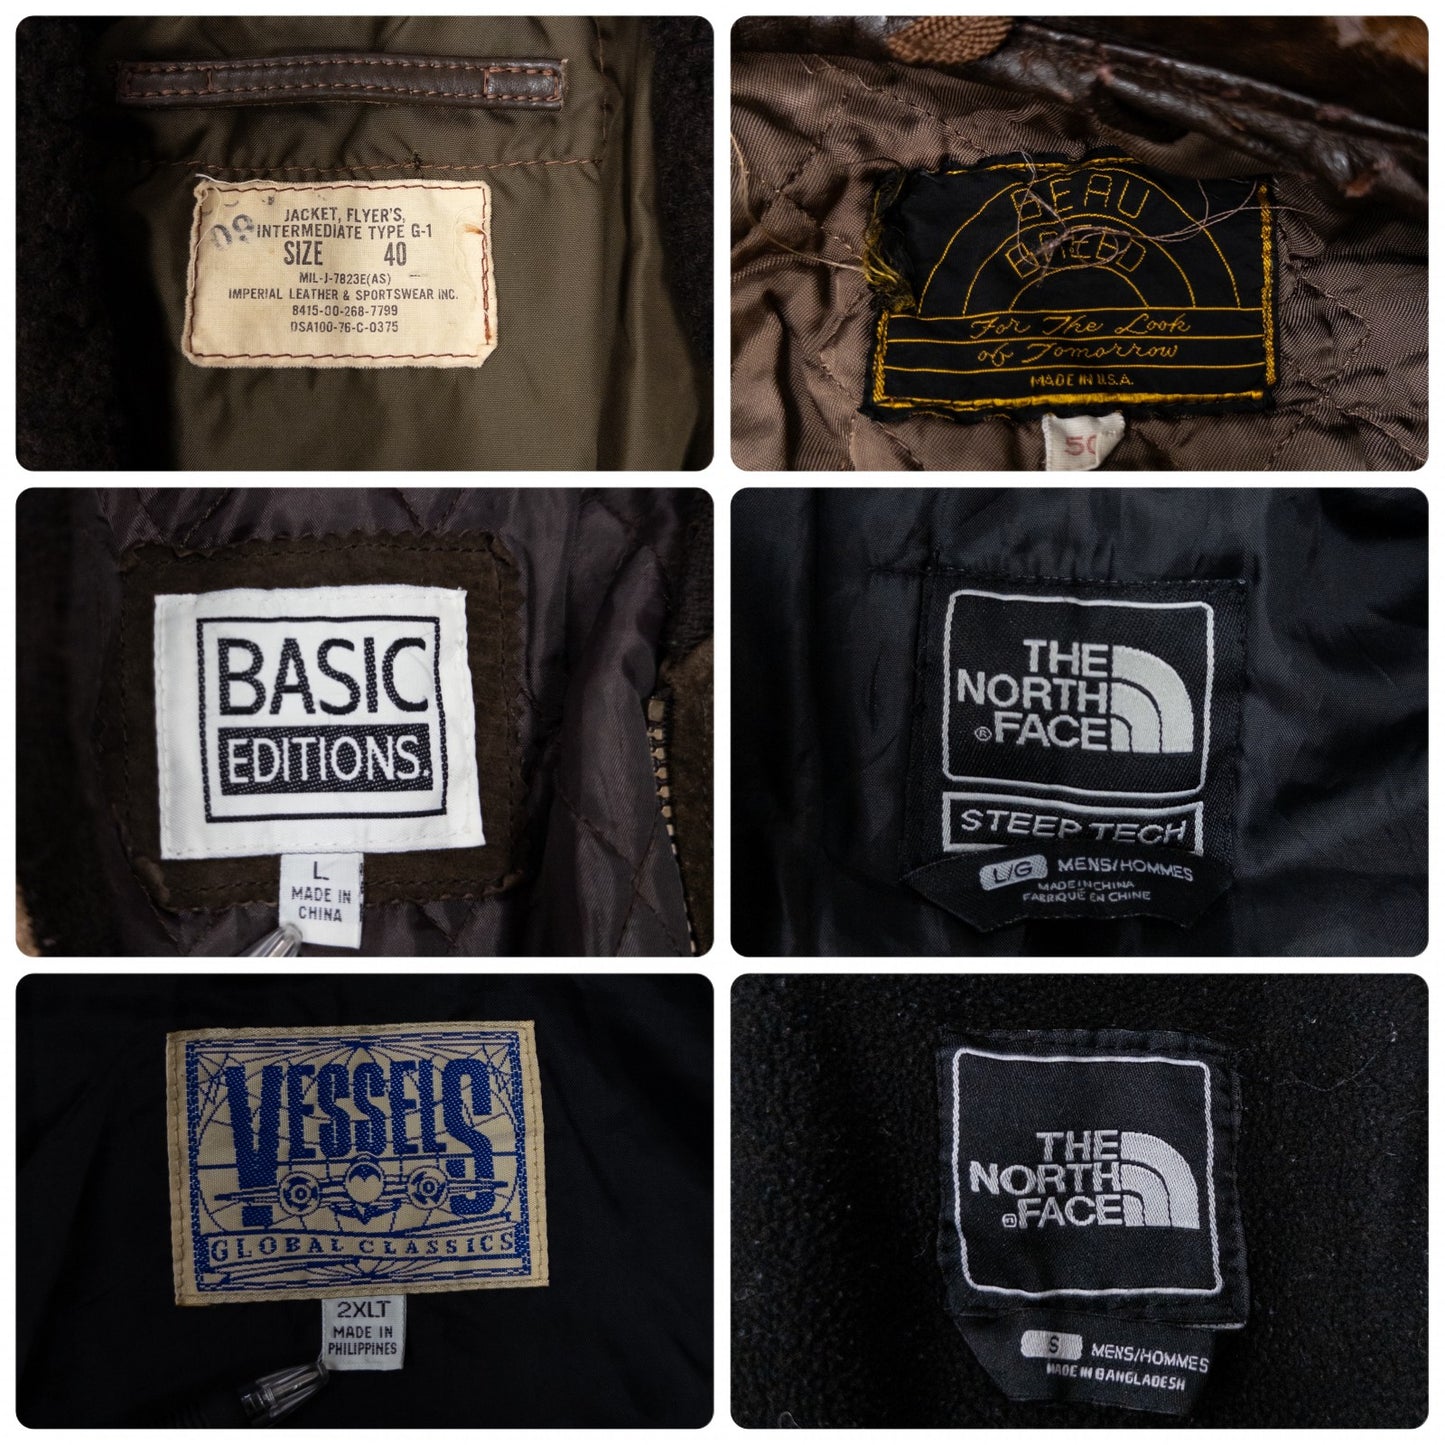 JACKET, FLYER'S,
INTERMEDIATE TYPE G-1
SIZE 40
MIL-J-7823E(AS)
IMPERIAL LEATHER & SPORTSWEAR INC.
8415-00-268-7799
DSA100-76-C-0375
BEAU
For The Look
of Tomorrow
MADE IN U.S.A.
50
BASIC
EDITIONS.
L
MADE IN
CHINA
THE
NORTH
® FACE
STEEP TECH
L/G MENS/HOMMES
MADE IN CHINA
FABRIQUÉ EN CHINE
VESSELS
GLOBAL CLASSICS
2XLT
MADE IN
PHILIPPINES
THE
NORTH
® FACE
S MENS/HOMMES
MADE IN BANGLADESH